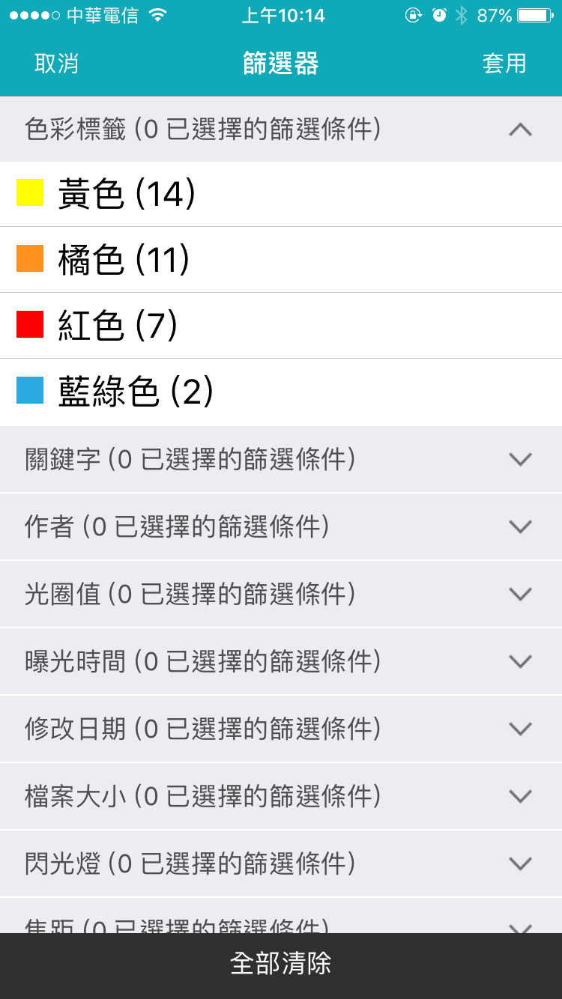 中華電信 上午10:14 87%
取消 篩選器 套用
色彩標籤 (0 已選擇的篩選條件)
黃色 (14)
橘色 (11)
紅色 (7)
藍綠色 (2)
關鍵字 (0 已選擇的篩選條件)
作者 (0 已選擇的篩選條件)
光圈值 (0 已選擇的篩選條件)
曝光時間 (0 已選擇的篩選條件)
修改日期 (0 已選擇的篩選條件)
檔案大小 (0 已選擇的篩選條件)
閃光燈 (0 已選擇的篩選條件)
焦距 (0 已選擇的篩選條件)
全部清除